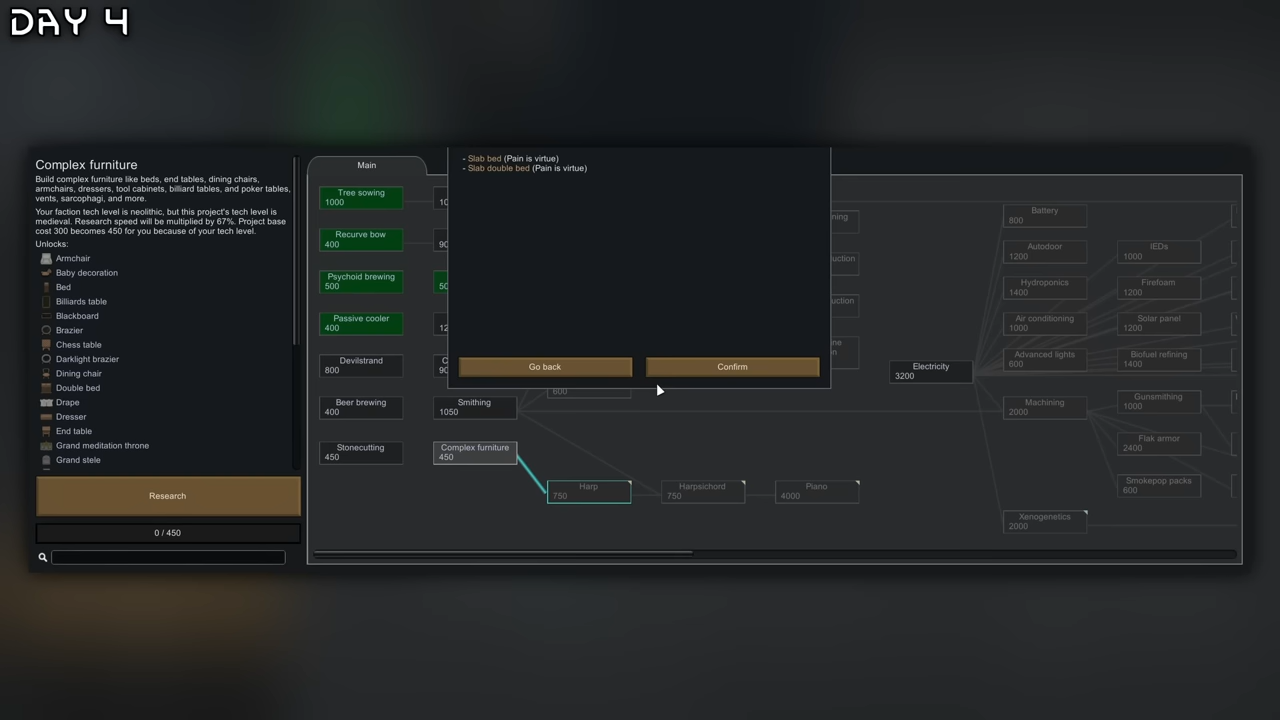 DAY 4
Complex furniture
Build complex furniture like beds, end tables, dining chairs,
armchairs, dressers, tool cabinets, billiard tables, and poker tables,
vents, sarcophagi, and more.
Your faction tech level is neolithic, but this project's tech level is
medieval. Research speed will be multiplied by 67%. Project base
cost 300 becomes 450 for you because of your tech level.
Unlocks:
Armchair
Baby decoration
Bed
Billiards table
Blackboard
Brazier
Chess table
Darklight brazier
Dining chair
Double bed
Drape
Dresser
End table
Grand meditation throne
Grand stele
Research
0 / 450
Main
Tree sowing
1000
Recurve bow
400
Psychoid brewing
500
Passive cooler
400
Devilstrand
800
Beer brewing
400
Stonecutting
450
Smithing
1050
Complex furniture
450
- Slab bed (Pain is virtue)
- Slab double bed (Pain is virtue)
Go back
Confirm
600
Harp
750
Harpsichord
750
Piano
4000
Electricity
3200
Battery
800
Autodoor
1200
Hydroponics
1400
Air conditioning
1000
Advanced lights
600
Machining
2000
Xenogenetics
2000
IEDs
1000
Firefoam
1200
Solar panel
1200
Biofuel refining
1400
Gunsmithing
1000
Flak armor
2400
Smokepop packs
600